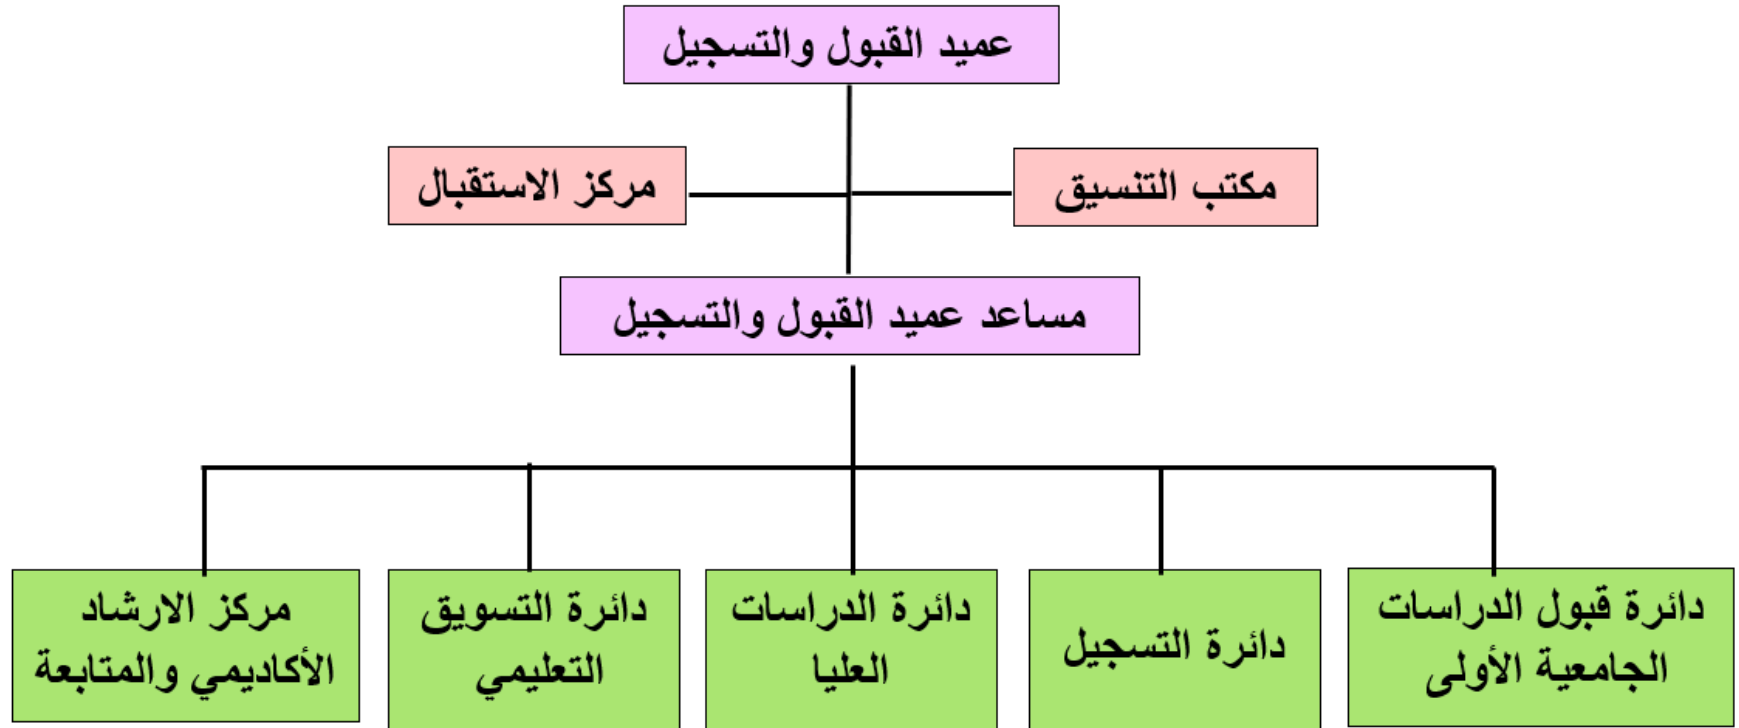 عميد القبول والتسجيل
مكتب التنسيق
مركز الاستقبال
مساعد عميد القبول والتسجيل
دائرة قبول الدراسات
الجامعية الأولى
دائرة التسجيل
دائرة الدراسات
العليا
دائرة التسويق
التعليمي
مركز الارشاد
الأكاديمي والمتابعة